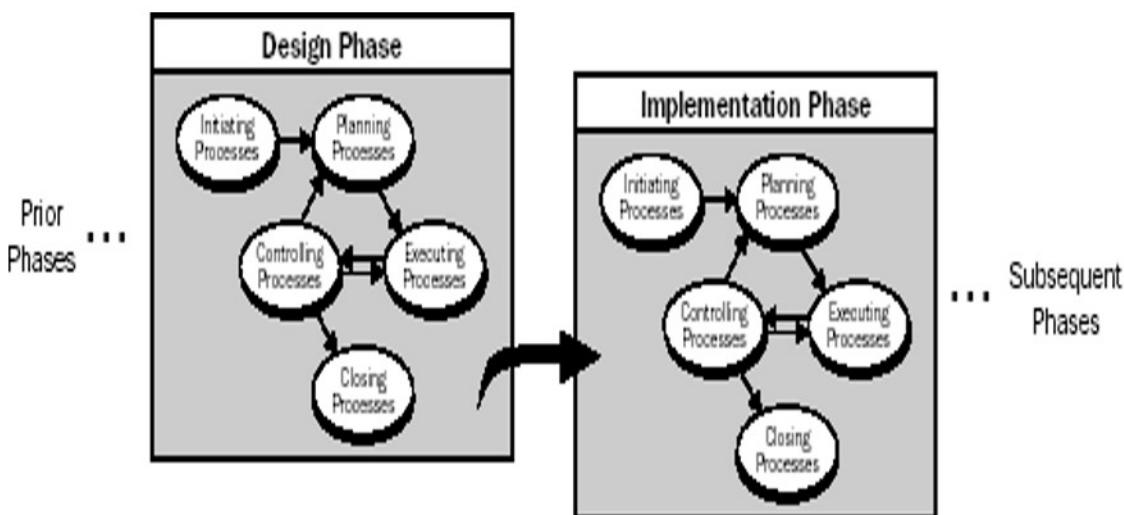 Prior
Phases ...
Design Phase
Initiating
Processes
Planning
Processes
Controlling
Processes
Executing
Processes
Closing
Processes
Implementation Phase
Initiating
Processes
Planning
Processes
Controlling
Processes
Executing
Processes
Closing
Processes
... Subsequent
Phases